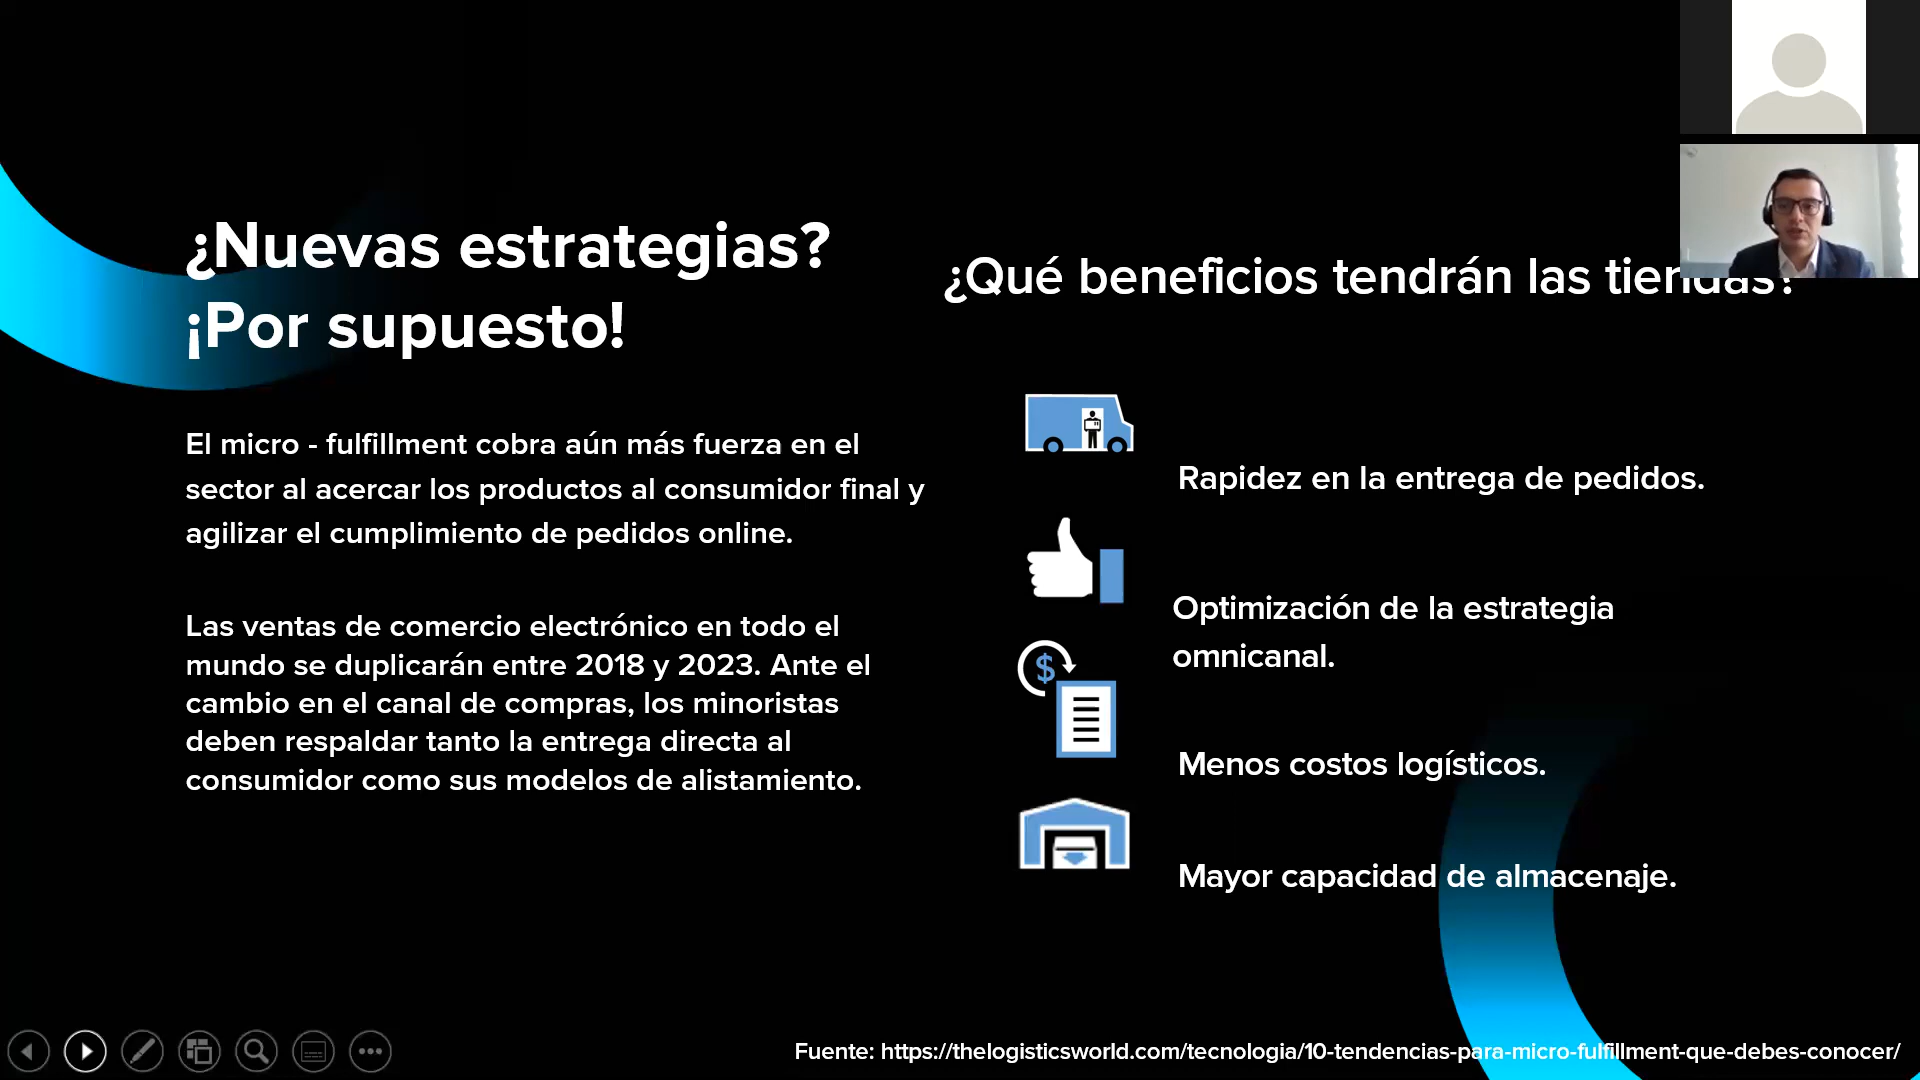 ¿Nuevas estrategias?
¡Por supuesto!
El micro - fulfillment cobra aún más fuerza en el
sector al acercar los productos al consumidor final y
agilizar el cumplimiento de pedidos online.
Las ventas de comercio electrónico en todo el
mundo se duplicarán entre 2018 y 2023. Ante el
cambio en el canal de compras, los minoristas
deben respaldar tanto la entrega directa al
consumidor como sus modelos de alistamiento.
¿Qué beneficios tendrán las tiendas?
Rapidez en la entrega de pedidos.
$
Optimización de la estrategia
omnicanal.
Menos costos logísticos.
Mayor capacidad de almacenaje.
Fuente: https://thelogisticsworld.com/tecnologia/10-tendencias-para-micro-fulfillment-que-debes-conocer/